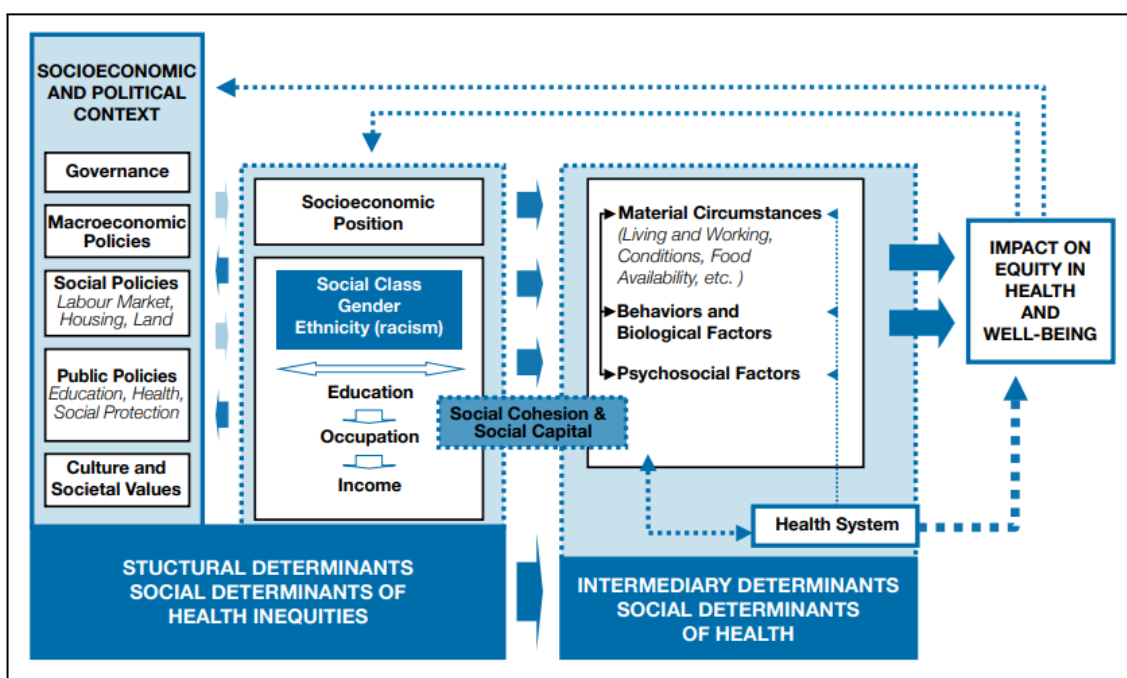 SOCIOECONOMIC
AND POLITICAL
CONTEXT
Governance
Macroeconomic
Policies
Social Policies
Labour Market,
Housing, Land
Public Policies
Education, Health,
Social Protection
Culture and
Societal Values
Socioeconomic
Position
Social Class
Gender
Ethnicity (racism)
Education
Occupation
Income
Social Cohesion &
Social Capital
Material Circumstances
(Living and Working,
Conditions, Food
Availability, etc. )
Behaviors and
Biological Factors
Psychosocial Factors
Health System
IMPACT ON
EQUITY IN
HEALTH
AND
WELL-BEING
STUCTURAL DETERMINANTS
SOCIAL DETERMINANTS OF
HEALTH INEQUITIES
INTERMEDIARY DETERMINANTS
SOCIAL DETERMINANTS
OF HEALTH